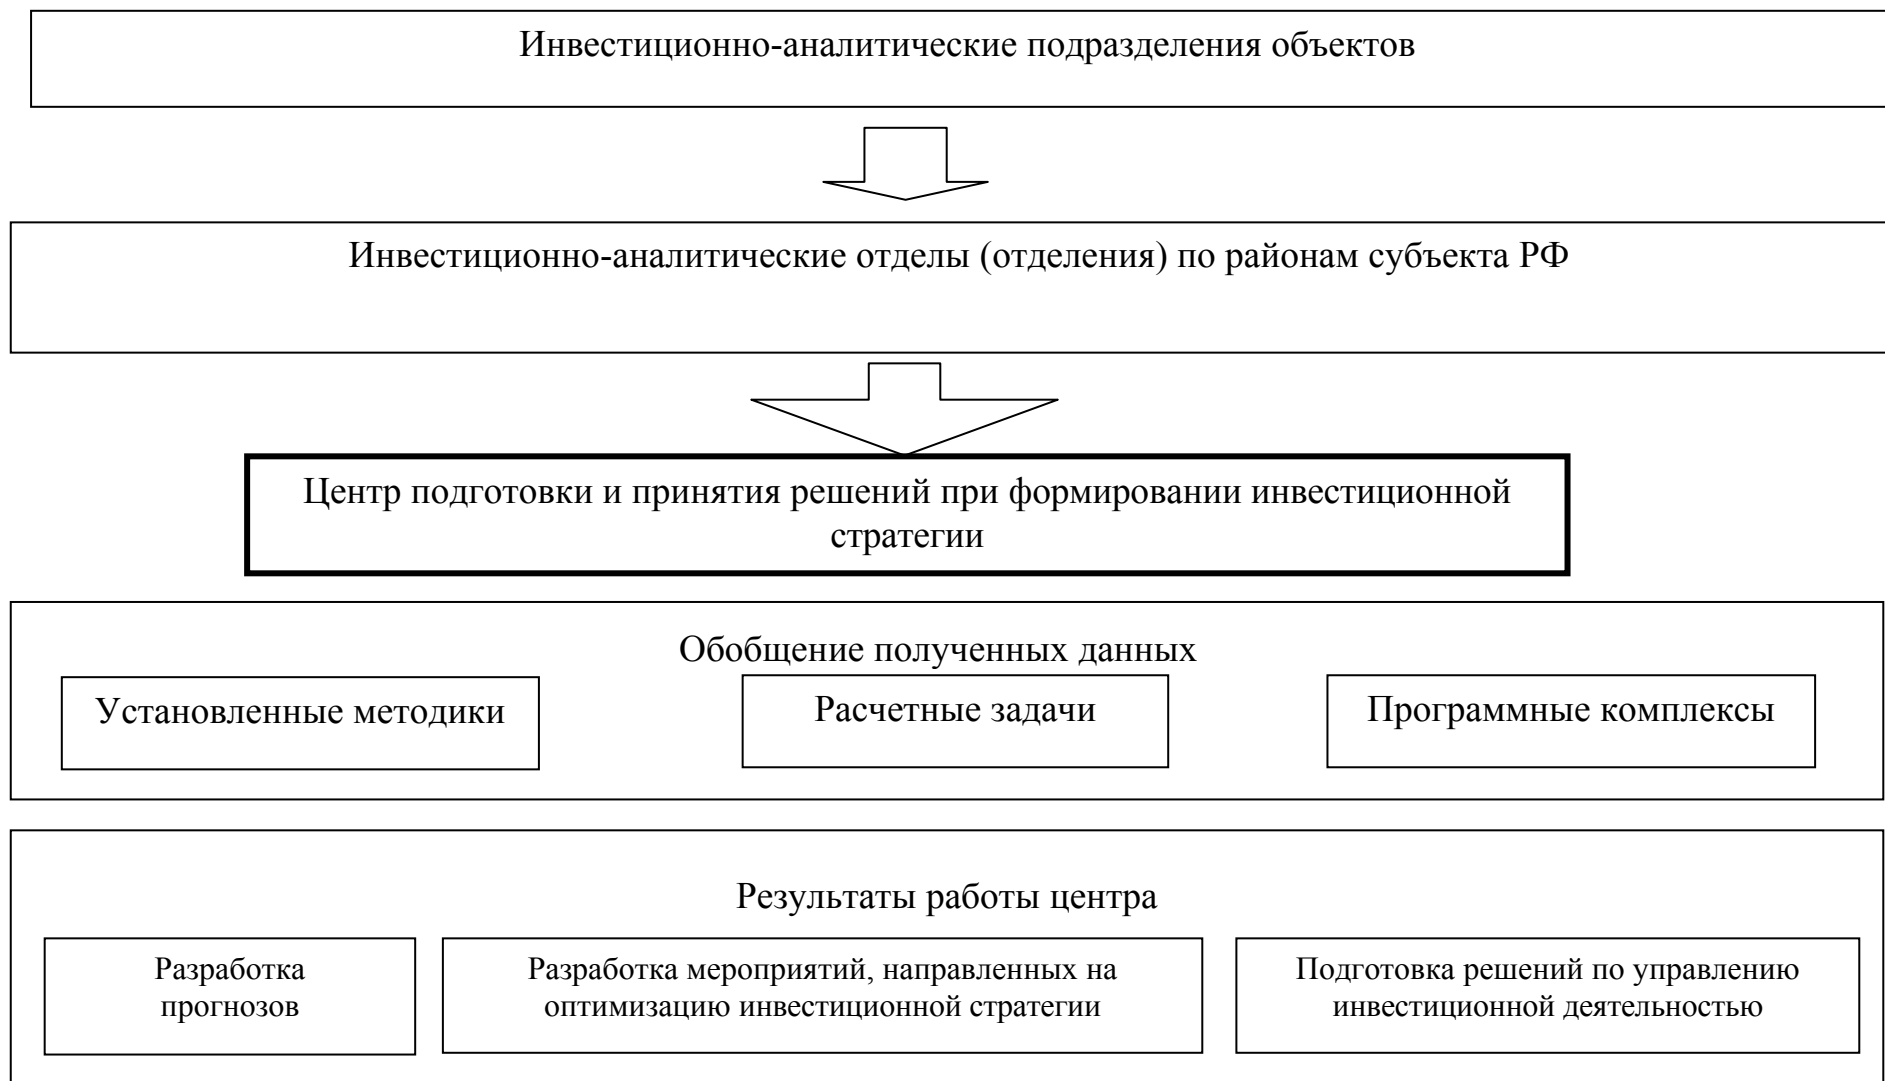 Инвестиционно-аналитические подразделения объектов
Инвестиционно-аналитические отделы (отделения) по районам субъекта РФ
Центр подготовки и принятия решений при формировании инвестиционной
стратегии
Обобщение полученных данных
Установленные методики
Расчетные задачи
Программные комплексы
Результаты работы центра
Разработка
прогнозов
Разработка мероприятий, направленных на
оптимизацию инвестиционной стратегии
Подготовка решений по управлению
инвестиционной деятельностью